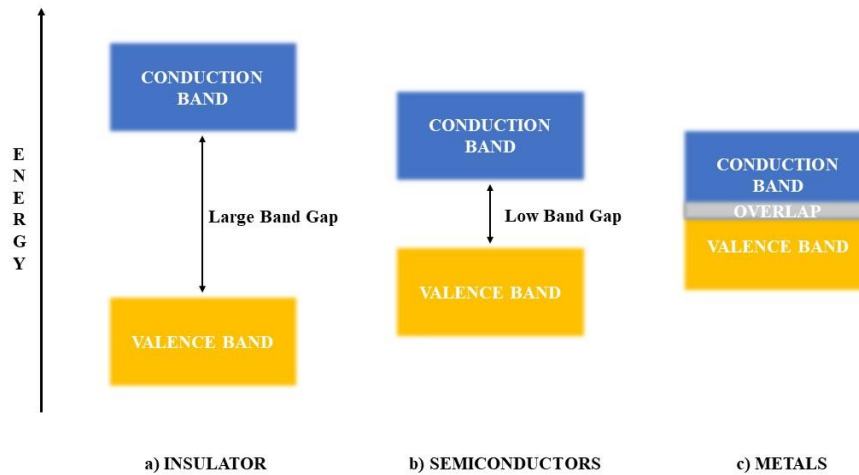 ENERGY
CONDUCTION
BAND
Large Band Gap
VALENCE BAND
a) INSULATOR
CONDUCTION
BAND
Low Band Gap
VALENCE BAND
b) SEMICONDUCTORS
CONDUCTION
BAND
OVERLAP
VALENCE BAND
c) METALS